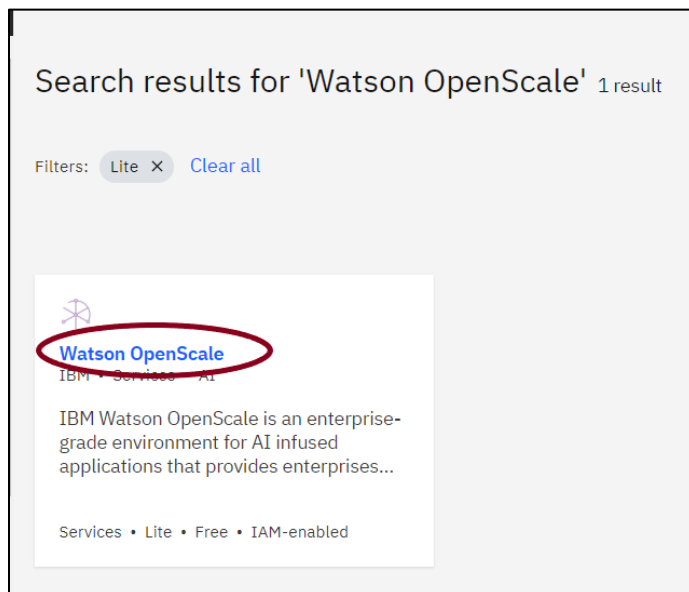 Search results for 'Watson OpenScale' 1 result
Filters: Lite × Clear all
Watson OpenScale
IBM • Services • AI
IBM Watson OpenScale is an enterprise-
grade environment for AI infused
applications that provides enterprises...
Services • Lite • Free • IAM-enabled